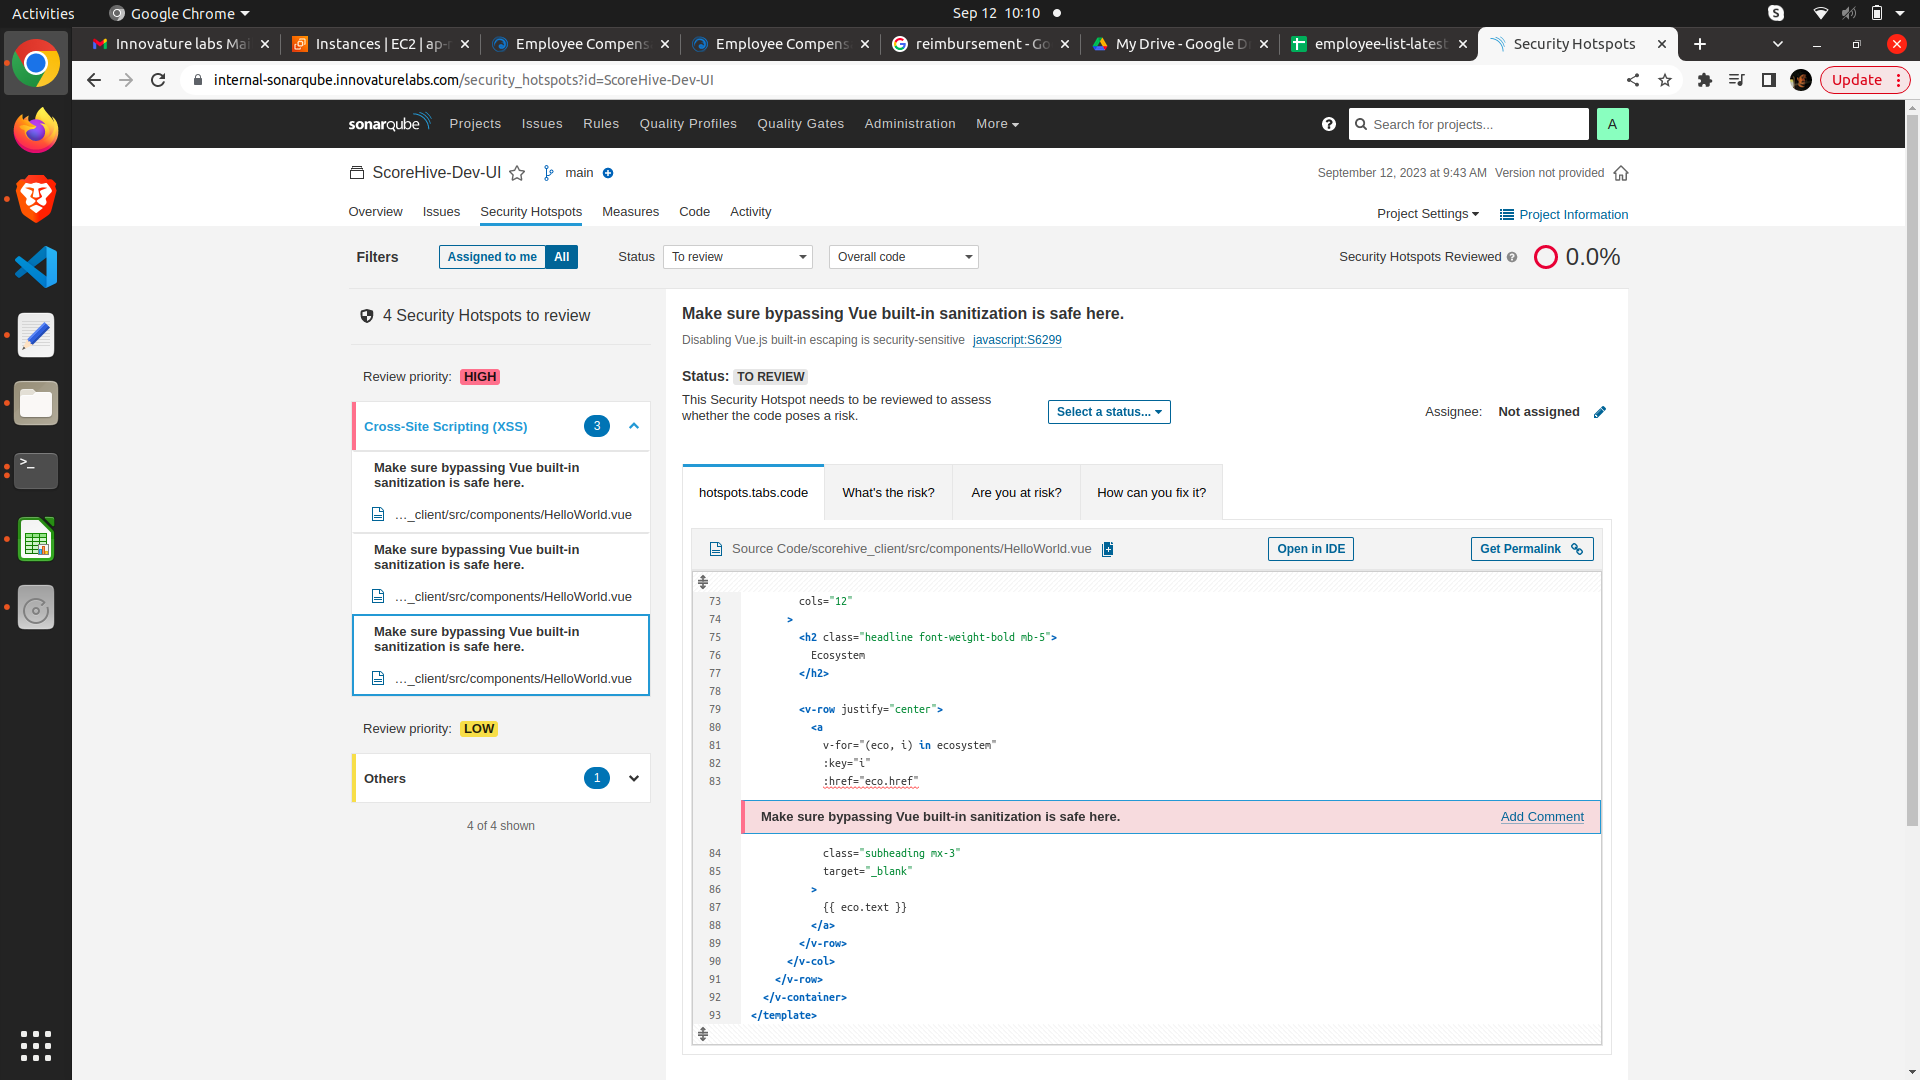 Activities
Google Chrome
Sep 12 10:10
S
Innovature labs Mai
Instances | EC2 | ap-
Employee Compens
Employee Compens
reimbursement - Go
My Drive - Google D
employee-list-latest
Security Hotspots
internal-sonarqube.innovaturelabs.com/security_hotspots?id=ScoreHive-Dev-UI
Update
sonarqube
Projects
Issues
Rules
Quality Profiles
Quality Gates
Administration
More
Search for projects...
A
ScoreHive-Dev-UI
main
September 12, 2023 at 9:43 AM
Version not provided
Overview
Issues
Security Hotspots
Measures
Code
Activity
Project Settings
Project Information
Filters
Assigned to me
All
Status
To review
Overall code
Security Hotspots Reviewed
0.0%
4 Security Hotspots to review
Review priority: HIGH
Cross-Site Scripting (XSS)
3
Make sure bypassing Vue built-in
sanitization is safe here.
..._client/src/components/HelloWorld.vue
Make sure bypassing Vue built-in
sanitization is safe here.
..._client/src/components/HelloWorld.vue
Make sure bypassing Vue built-in
sanitization is safe here.
..._client/src/components/HelloWorld.vue
Review priority: LOW
Others
1
4 of 4 shown
Make sure bypassing Vue built-in sanitization is safe here.
Disabling Vue.js built-in escaping is security-sensitive javascript:S6299
Status: TO REVIEW
This Security Hotspot needs to be reviewed to assess
whether the code poses a risk.
Select a status...
Assignee: Not assigned
hotspots.tabs.code
What's the risk?
Are you at risk?
How can you fix it?
Source Code/scorehive_client/src/components/HelloWorld.vue
Open in IDE
Get Permalink
73 cols="12"
74 >
75 <h2 class="headline font-weight-bold mb-5">
76 Ecosystem
77 </h2>
78
79 <v-row justify="center">
80 <a
81 v-for="(eco, i) in ecosystem"
82 :key="i"
83 :href="eco.href"
Make sure bypassing Vue built-in sanitization is safe here.
Add Comment
84 class="subheading mx-3"
85 target="_blank"
86 >
87 {{ eco.text }}
88 </a>
89 </v-row>
90 </v-col>
91 </v-row>
92 </v-container>
93 </template>